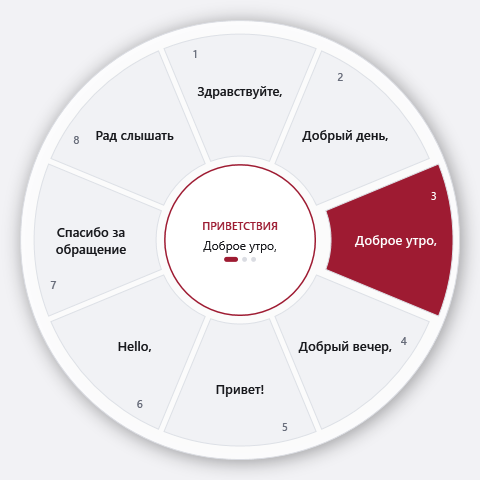 1
Здравствуйте,
2
Добрый день,
3
Доброе утро,
4
Добрый вечер,
5
Привет!
6
Hello,
7
Спасибо за
обращение
8
Рад слышать
ПРИВЕТСТВИЯ
Доброе утро,